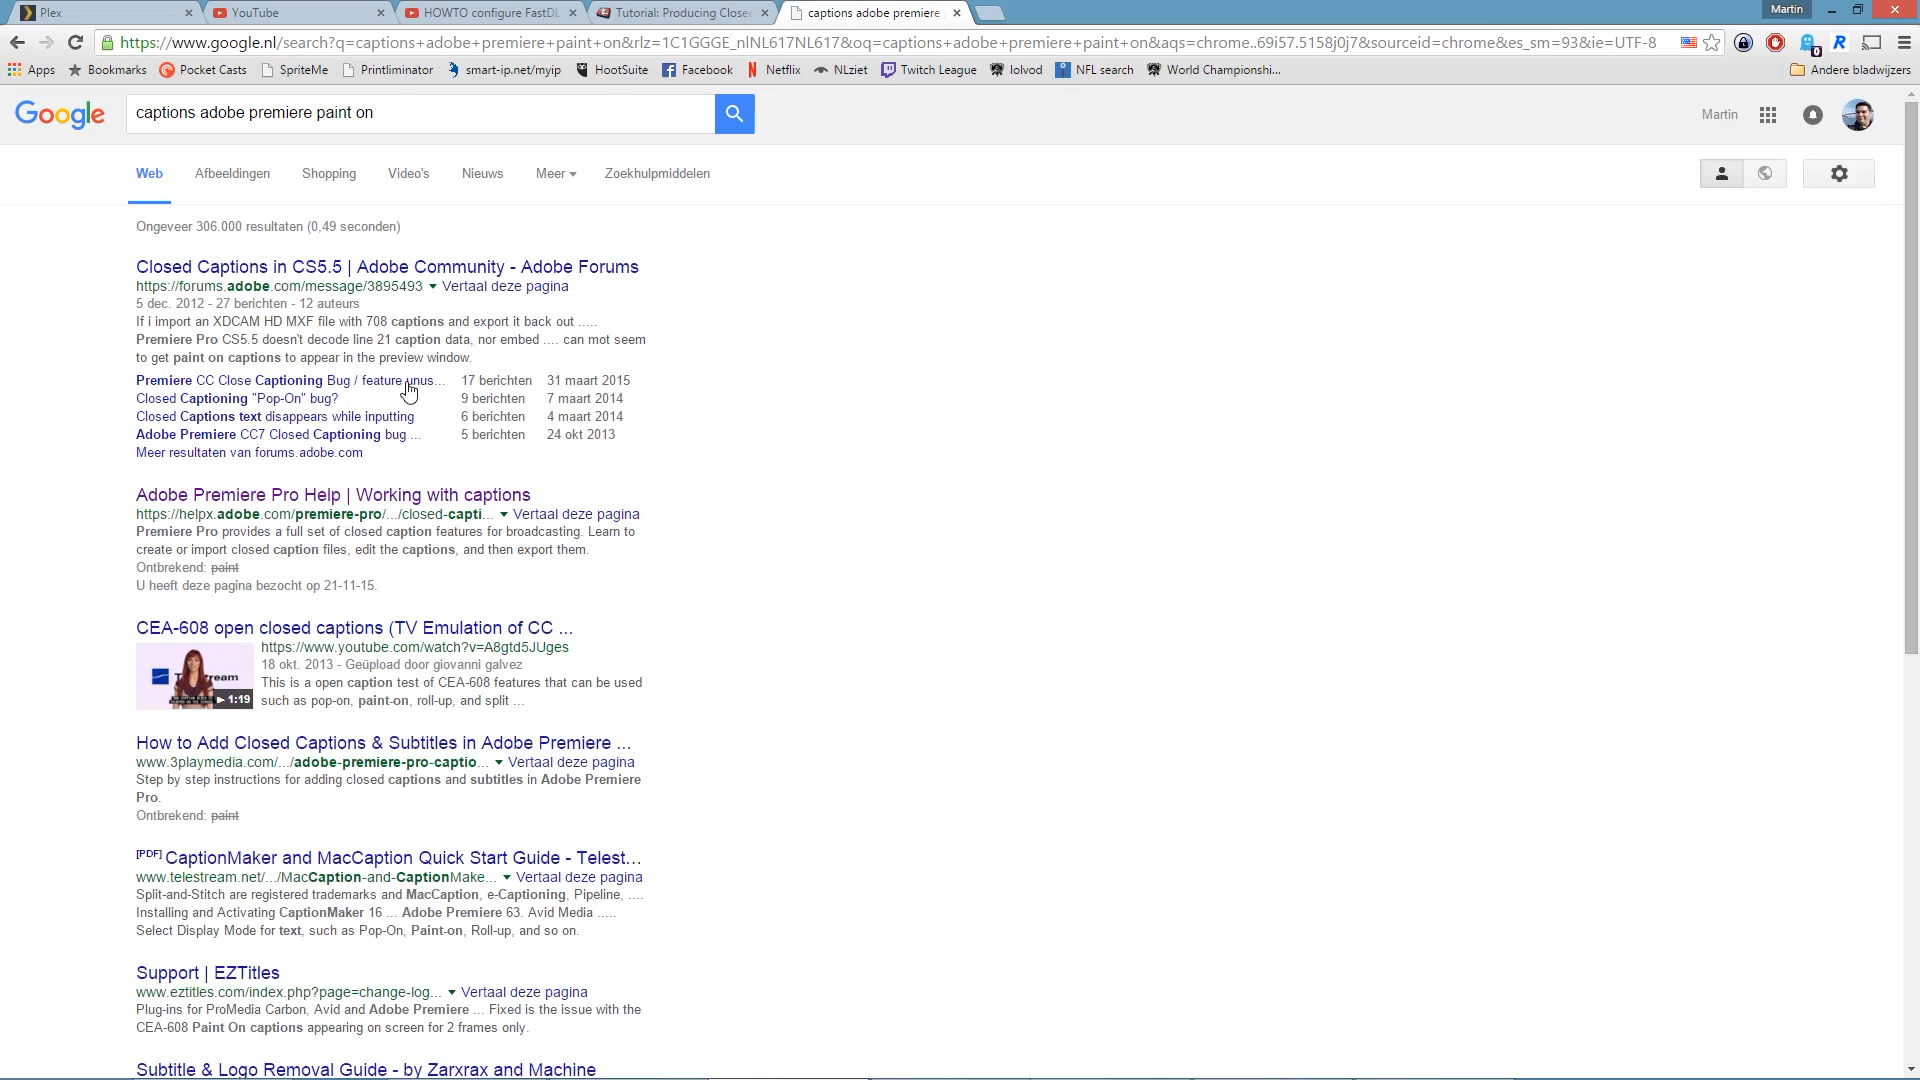 Plex
YouTube
HOWTO configure FastDL
Tutorial: Producing Closed
captions adobe premiere
Martin
https://www.google.nl/search?q=captions+adobe+premiere+paint+on&rlz=1C1GGGE_nlNL617NL617&oq=captions+adobe+premiere+paint+on&aqs=chrome..69i57.5158j0j7&sourceid=chrome&es_sm=93&ie=UTF-8
Apps
Bookmarks
Pocket Casts
SpriteMe
Printliminator
smart-ip.net/myip
HootSuite
Facebook
Netflix
NLziet
Twitch League
lolvod
NFL search
World Championshi...
Andere bladwijzers
Google
captions adobe premiere paint on
Martin
Web Afbeeldingen Shopping Video's Nieuws Meer Zoekhulpmiddelen
Ongeveer 306.000 resultaten (0,49 seconden)
Closed Captions in CS5.5 | Adobe Community - Adobe Forums
https://forums.adobe.com/message/3895493 Vertaal deze pagina
5 dec. 2012 - 27 berichten - 12 auteurs
If i import an XDCAM HD MXF file with 708 captions and export it back out .....
Premiere Pro CS5.5 doesn't decode line 21 caption data, nor embed .... can mot seem
to get paint on captions to appear in the preview window.
Premiere CC Close Captioning Bug / feature unus... 17 berichten 31 maart 2015
Closed Captioning "Pop-On" bug? 9 berichten 7 maart 2014
Closed Captions text disappears while inputting 6 berichten 4 maart 2014
Adobe Premiere CC7 Closed Captioning bug ... 5 berichten 24 okt 2013
Meer resultaten van forums.adobe.com
Adobe Premiere Pro Help | Working with captions
https://helpx.adobe.com/premiere-pro/.../closed-capti... Vertaal deze pagina
Premiere Pro provides a full set of closed caption features for broadcasting. Learn to
create or import closed caption files, edit the captions, and then export them.
Ontbrekend: paint
U heeft deze pagina bezocht op 21-11-15.
CEA-608 open closed captions (TV Emulation of CC ...
https://www.youtube.com/watch?v=A8gtd5JUges
18 okt. 2013 - Geüpload door giovanni galvez
This is a open caption test of CEA-608 features that can be used
such as pop-on, paint-on, roll-up, and split ...
1:19
How to Add Closed Captions & Subtitles in Adobe Premiere ...
www.3playmedia.com/.../adobe-premiere-pro-captio... Vertaal deze pagina
Step by step instructions for adding closed captions and subtitles in Adobe Premiere
Pro.
Ontbrekend: paint
[PDF] CaptionMaker and MacCaption Quick Start Guide - Telest...
www.telestream.net/.../MacCaption-and-CaptionMake... Vertaal deze pagina
Split-and-Stitch are registered trademarks and MacCaption, e-Captioning, Pipeline, ....
Installing and Activating CaptionMaker 16 ... Adobe Premiere 63. Avid Media .....
Select Display Mode for text, such as Pop-On, Paint-on, Roll-up, and so on.
Support | EZTitles
www.eztitles.com/index.php?page=change-log... Vertaal deze pagina
Plug-ins for ProMedia Carbon, Avid and Adobe Premiere ... Fixed is the issue with the
CEA-608 Paint On captions appearing on screen for 2 frames only.
Subtitle & Logo Removal Guide - by Zarxrax and Machine